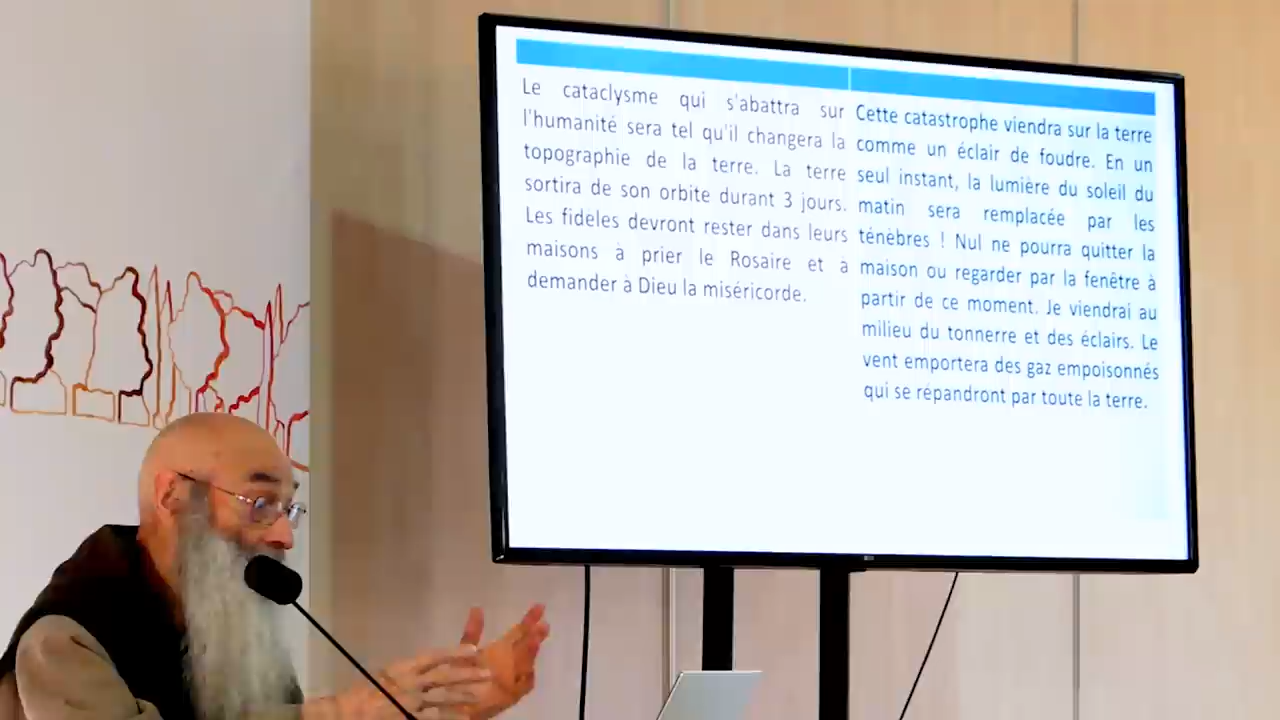 Le cataclysme qui s'abattra sur
l'humanité sera tel qu'il changera la
topographie de la terre. La terre
sortira de son orbite durant 3 jours.
Les fidèles devront rester dans leurs
maisons à prier le Rosaire et a
demander à Dieu la miséricorde.
Cette catastrophe viendra sur la terre
comme un éclair de foudre. En un
seul instant, la lumière du soleil du
matin sera remplacée par les
ténèbres ! Nul ne pourra quitter la
maison ou regarder par la fenêtre à
partir de ce moment. Je viendrai au
milieu du tonnerre et des éclairs. Le
vent emportera des gaz empoisonnés
qui se répandront par toute la terre.